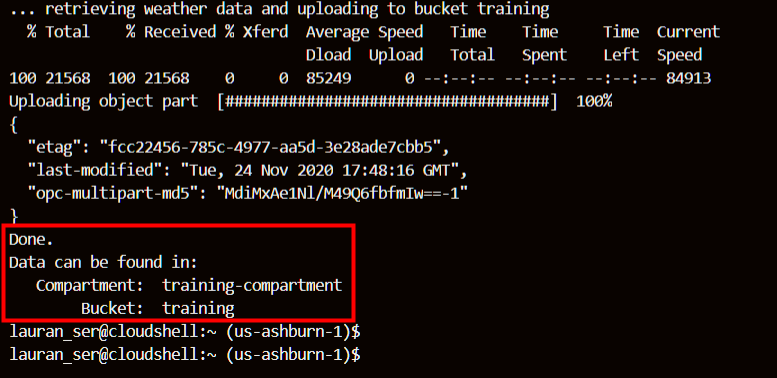 ... retrieving weather data and uploading to bucket training
% Total % Received % Xferd Average Speed Time Time Time Current
Dload Upload Total Spent Left Speed
100 21568 100 21568 0 0 85249 0 --:--:-- --:--:-- --:--:-- 84913
Uploading object part [####################################] 100%
{
"etag": "fcc22456-785c-4977-aa5d-3e28ade7cbb5",
"last-modified": "Tue, 24 Nov 2020 17:48:16 GMT",
"opc-multipart-md5": "MdiMxAe1Nl/M49Q6fbfmIw==-1"
}
Done.
Data can be found in:
Compartment: training-compartment
Bucket: training
lauran_ser@cloudshell:~ (us-ashburn-1)$
lauran_ser@cloudshell:~ (us-ashburn-1)$